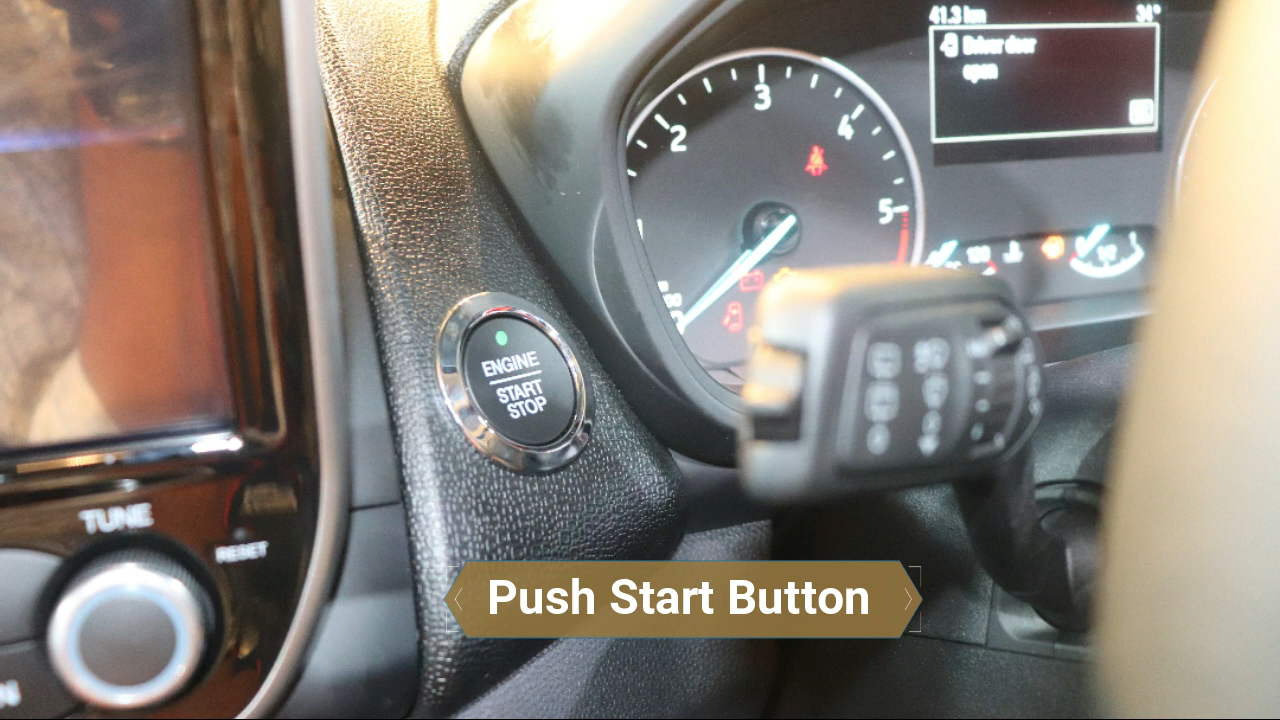 41.3 km
34°
Driver door
open
3
2
4
5
ENGINE
START
STOP
TUNE
RESET
Push Start Button